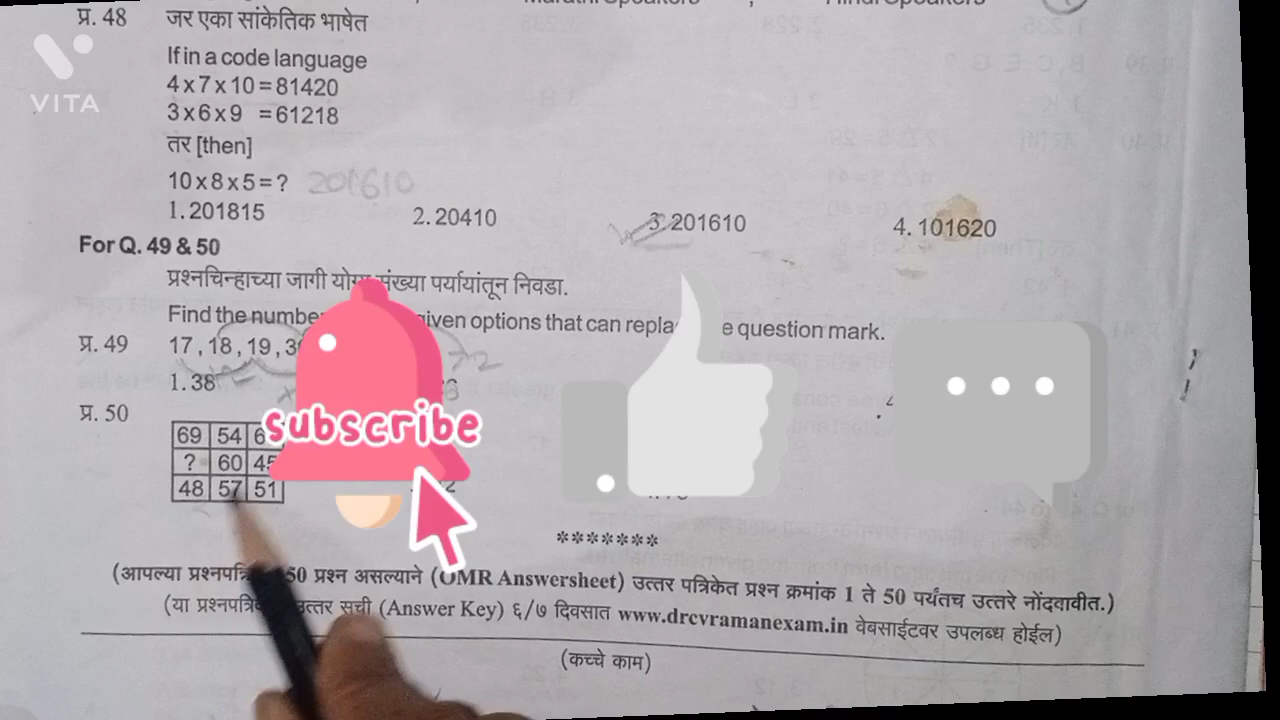 प्र. 48 जर एका सांकेतिक भाषेत
VITA
If in a code language
4 x 7 x 10 = 81420
3 x 6 x 9 = 61218
तर [then]
10 x 8 x 5 = ? 201610
1. 201815 2. 20410 3. 201610 4. 101620
For Q. 49 & 50
प्रश्नचिन्हाच्या जागी योग्य संख्या पर्यायांतून निवडा.
Find the number given options that can replace question mark.
प्र. 49 17, 18, 19, 3
1. 38
प्र. 50
69 54 6
? 60 45
48 57 51
subscribe
*******
(आपल्या प्रश्नपत्रि 50 प्रश्न असल्याने (OMR Answersheet) उत्तर पत्रिकेत प्रश्न क्रमांक 1 ते 50 पर्यंतच उत्तरे नोंदवावीत.)
(या प्रश्नपत्रिके उत्तर सूची (Answer Key) ६/७ दिवसात www.drcvramanexam.in वेबसाईटवर उपलब्ध होईल)
(कच्चे काम)